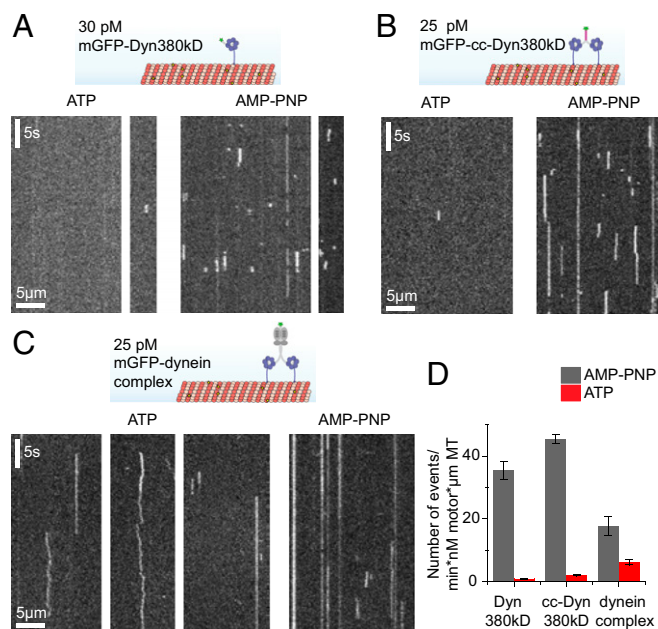 A
30 pM
mGFP-Dyn380kD
ATP
AMP-PNP
5s
5µm
B
25 pM
mGFP-cc-Dyn380kD
ATP
AMP-PNP
5s
5µm
C
25 pM
mGFP-dynein
complex
ATP
AMP-PNP
5s
5µm
D
AMP-PNP
ATP
Number of events/
min*nM motor*µm MT
40
20
0
Dyn
380kD
cc-Dyn
380kD
dynein
complex